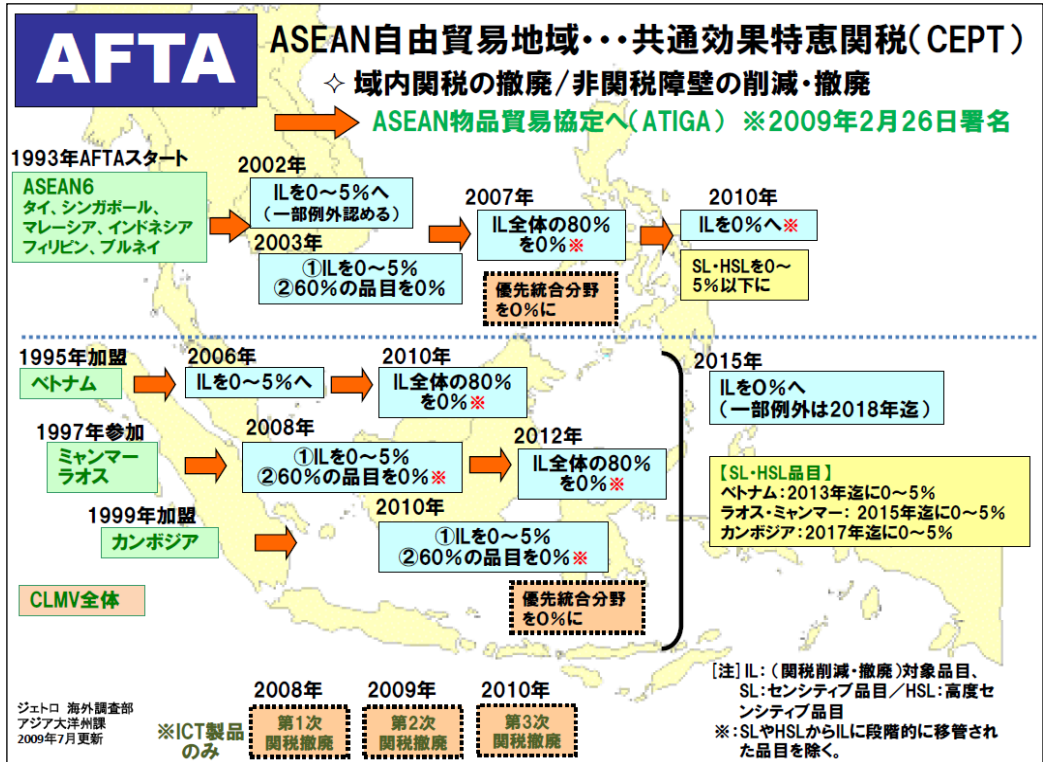 AFTA
ASEAN自由貿易地域・・・共通効果特恵関税(CEPT)
✧ 域内関税の撤廃/非関税障壁の削減・撤廃
ASEAN物品貿易協定へ(ATIGA) ※2009年2月26日署名
1993年AFTAスタート
ASEAN6
タイ、シンガポール、
マレーシア、インドネシア
フィリピン、ブルネイ
2002年
ILを0～5%へ
(一部例外認める)
2003年
①ILを0～5%
②60%の品目を0%
2007年
IL全体の80%
を0%※
優先統合分野
を0%に
2010年
ILを0%へ※
SL・HSLを0～
5%以下に
1995年加盟
ベトナム
2006年
ILを0～5%へ
2010年
IL全体の80%
を0%※
1997年参加
ミャンマー
ラオス
2008年
①ILを0～5%
②60%の品目を0%※
2012年
IL全体の80%
を0%※
1999年加盟
カンボジア
2010年
①ILを0～5%
②60%の品目を0%※
優先統合分野
を0%に
CLMV全体
2015年
ILを0%へ
(一部例外は2018年迄)
【SL・HSL品目】
ベトナム:2013年迄に0～5%
ラオス・ミャンマー: 2015年迄に0～5%
カンボジア:2017年迄に0～5%
※ICT製品
のみ
2008年
第1次
関税撤廃
2009年
第2次
関税撤廃
2010年
第3次
関税撤廃
[注]IL:(関税削減・撤廃)対象品目、
SL:センシティブ品目/HSL:高度セ
ンシティブ品目
※:SLやHSLからILに段階的に移管され
た品目を除く。
ジェトロ 海外調査部
アジア大洋州課
2009年7月更新